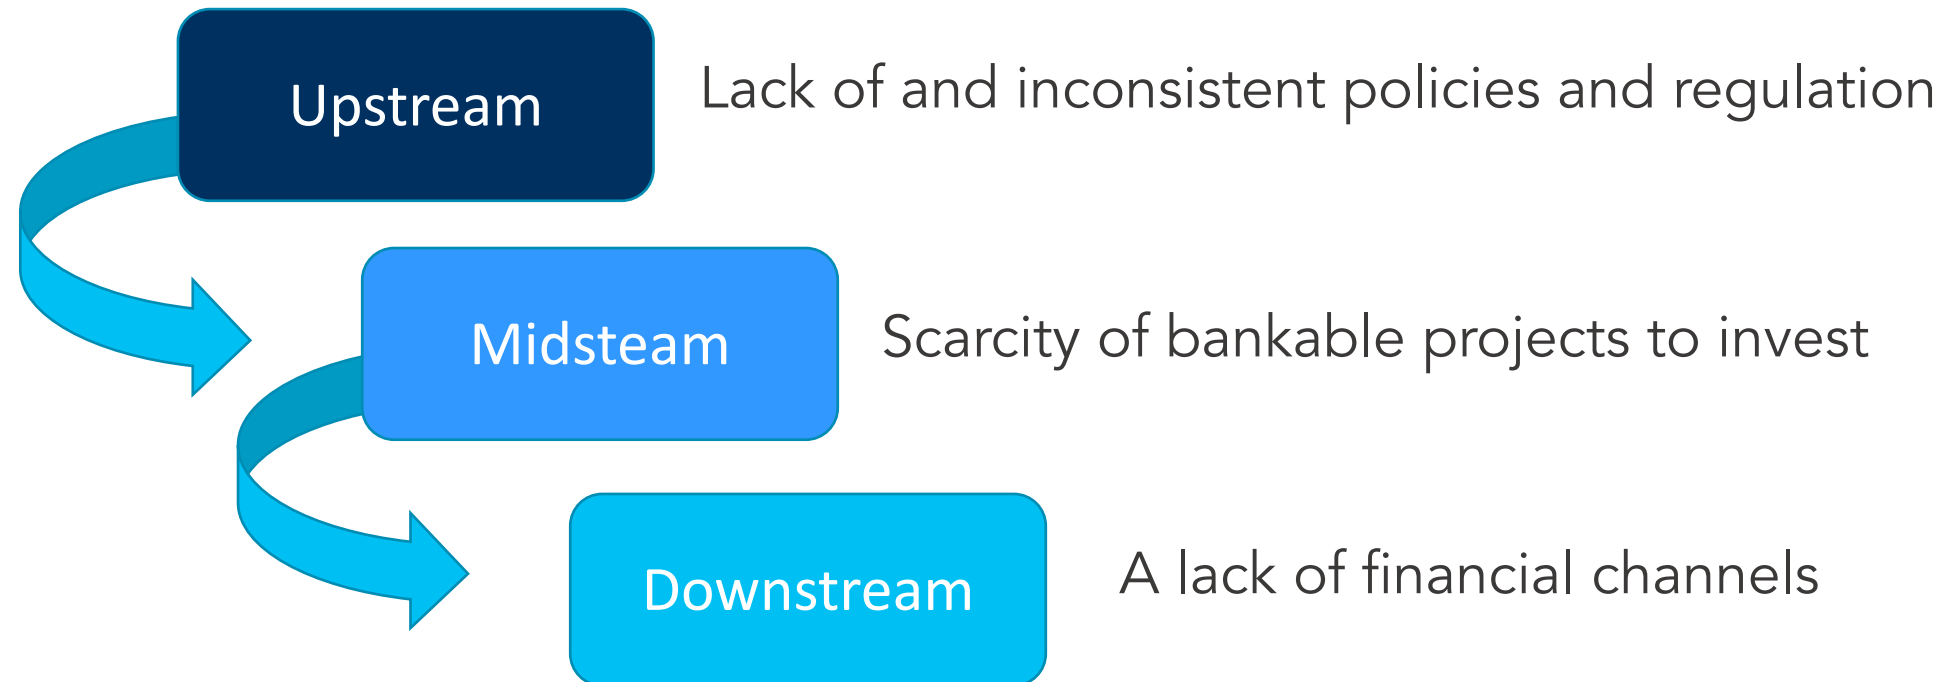 Upstream
Lack of and inconsistent policies and regulation
Midsteam
Scarcity of bankable projects to invest
Downstream
A lack of financial channels